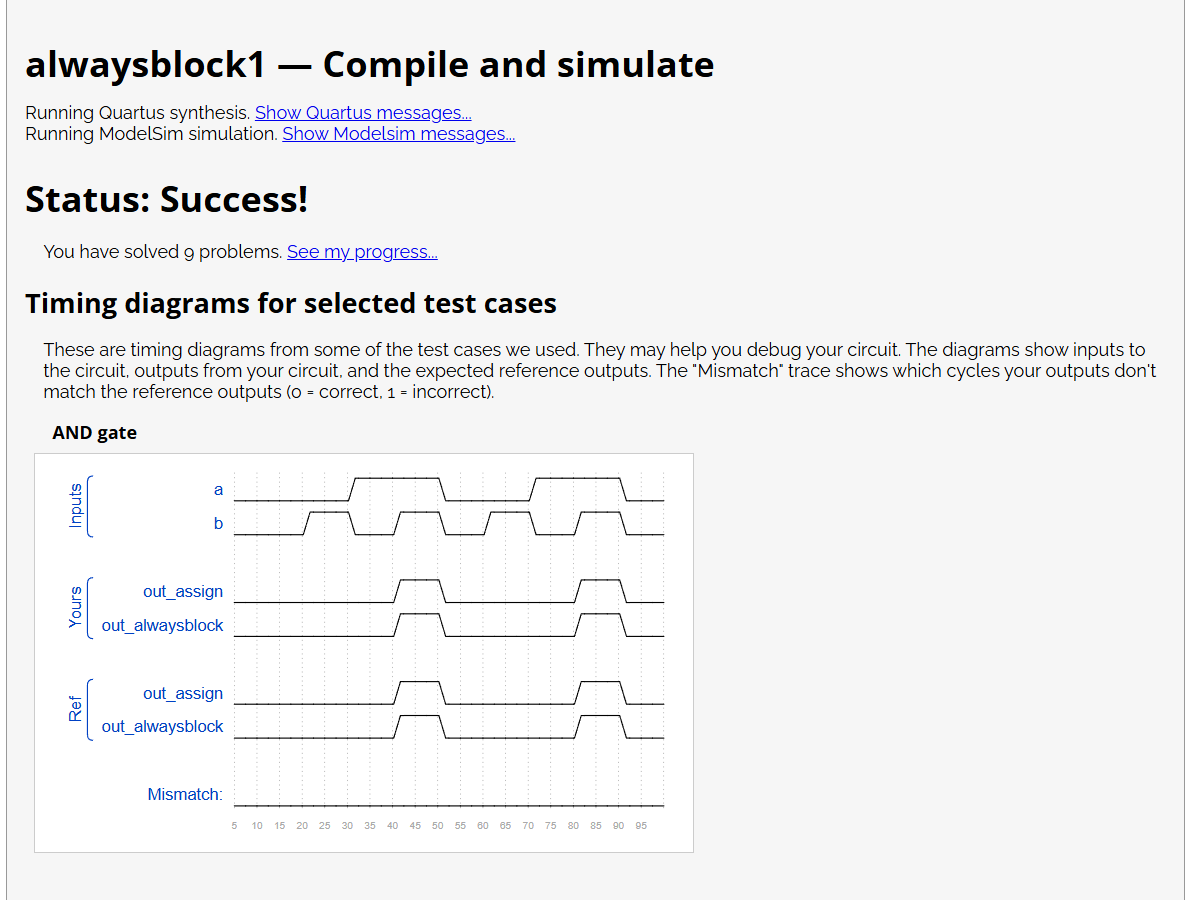 alwaysblock1 — Compile and simulate
Running Quartus synthesis. Show Quartus messages...
Running ModelSim simulation. Show Modelsim messages...
Status: Success!
You have solved 9 problems. See my progress...
Timing diagrams for selected test cases
These are timing diagrams from some of the test cases we used. They may help you debug your circuit. The diagrams show inputs to
the circuit, outputs from your circuit, and the expected reference outputs. The "Mismatch" trace shows which cycles your outputs don't
match the reference outputs (0 = correct, 1 = incorrect).
AND gate
Inputs
a
b
Yours
out_assign
out_alwaysblock
Ref
out_assign
out_alwaysblock
Mismatch:
5 10 15 20 25 30 35 40 45 50 55 60 65 70 75 80 85 90 95